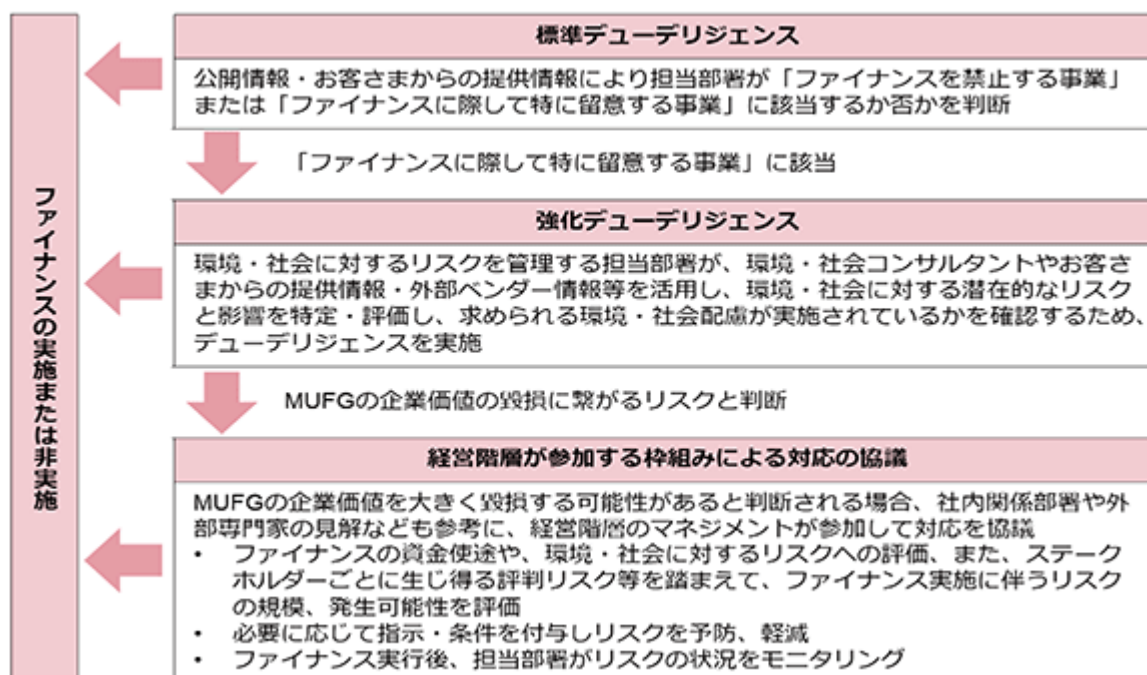 標準デューデリジェンス
公開情報・お客さまからの提供情報により担当部署が「ファイナンスを禁止する事業」
または「ファイナンスに際して特に留意する事業」に該当するか否かを判断
「ファイナンスに際して特に留意する事業」に該当
強化デューデリジェンス
環境・社会に対するリスクを管理する担当部署が、環境・社会コンサルタントやお客さ
まからの提供情報・外部ベンダー情報等を活用し、環境・社会に対する潜在的なリスク
と影響を特定・評価し、求められる環境・社会配慮が実施されているかを確認するため、
デューデリジェンスを実施
MUFGの企業価値の毀損に繋がるリスクと判断
経営階層が参加する枠組みによる対応の協議
MUFGの企業価値を大きく毀損する可能性があると判断される場合、社内関係部署や外
部専門家の見解なども参考に、経営階層のマネジメントが参加して対応を協議
• ファイナンスの資金使途や、環境・社会に対するリスクへの評価、また、ステーク
ホルダーごとに生じ得る評判リスク等を踏まえて、ファイナンス実施に伴うリスク
の規模、発生可能性を評価
• 必要に応じて指示・条件を付与しリスクを予防、軽減
• ファイナンス実行後、担当部署がリスクの状況をモニタリング
ファイナンスの実施または非実施